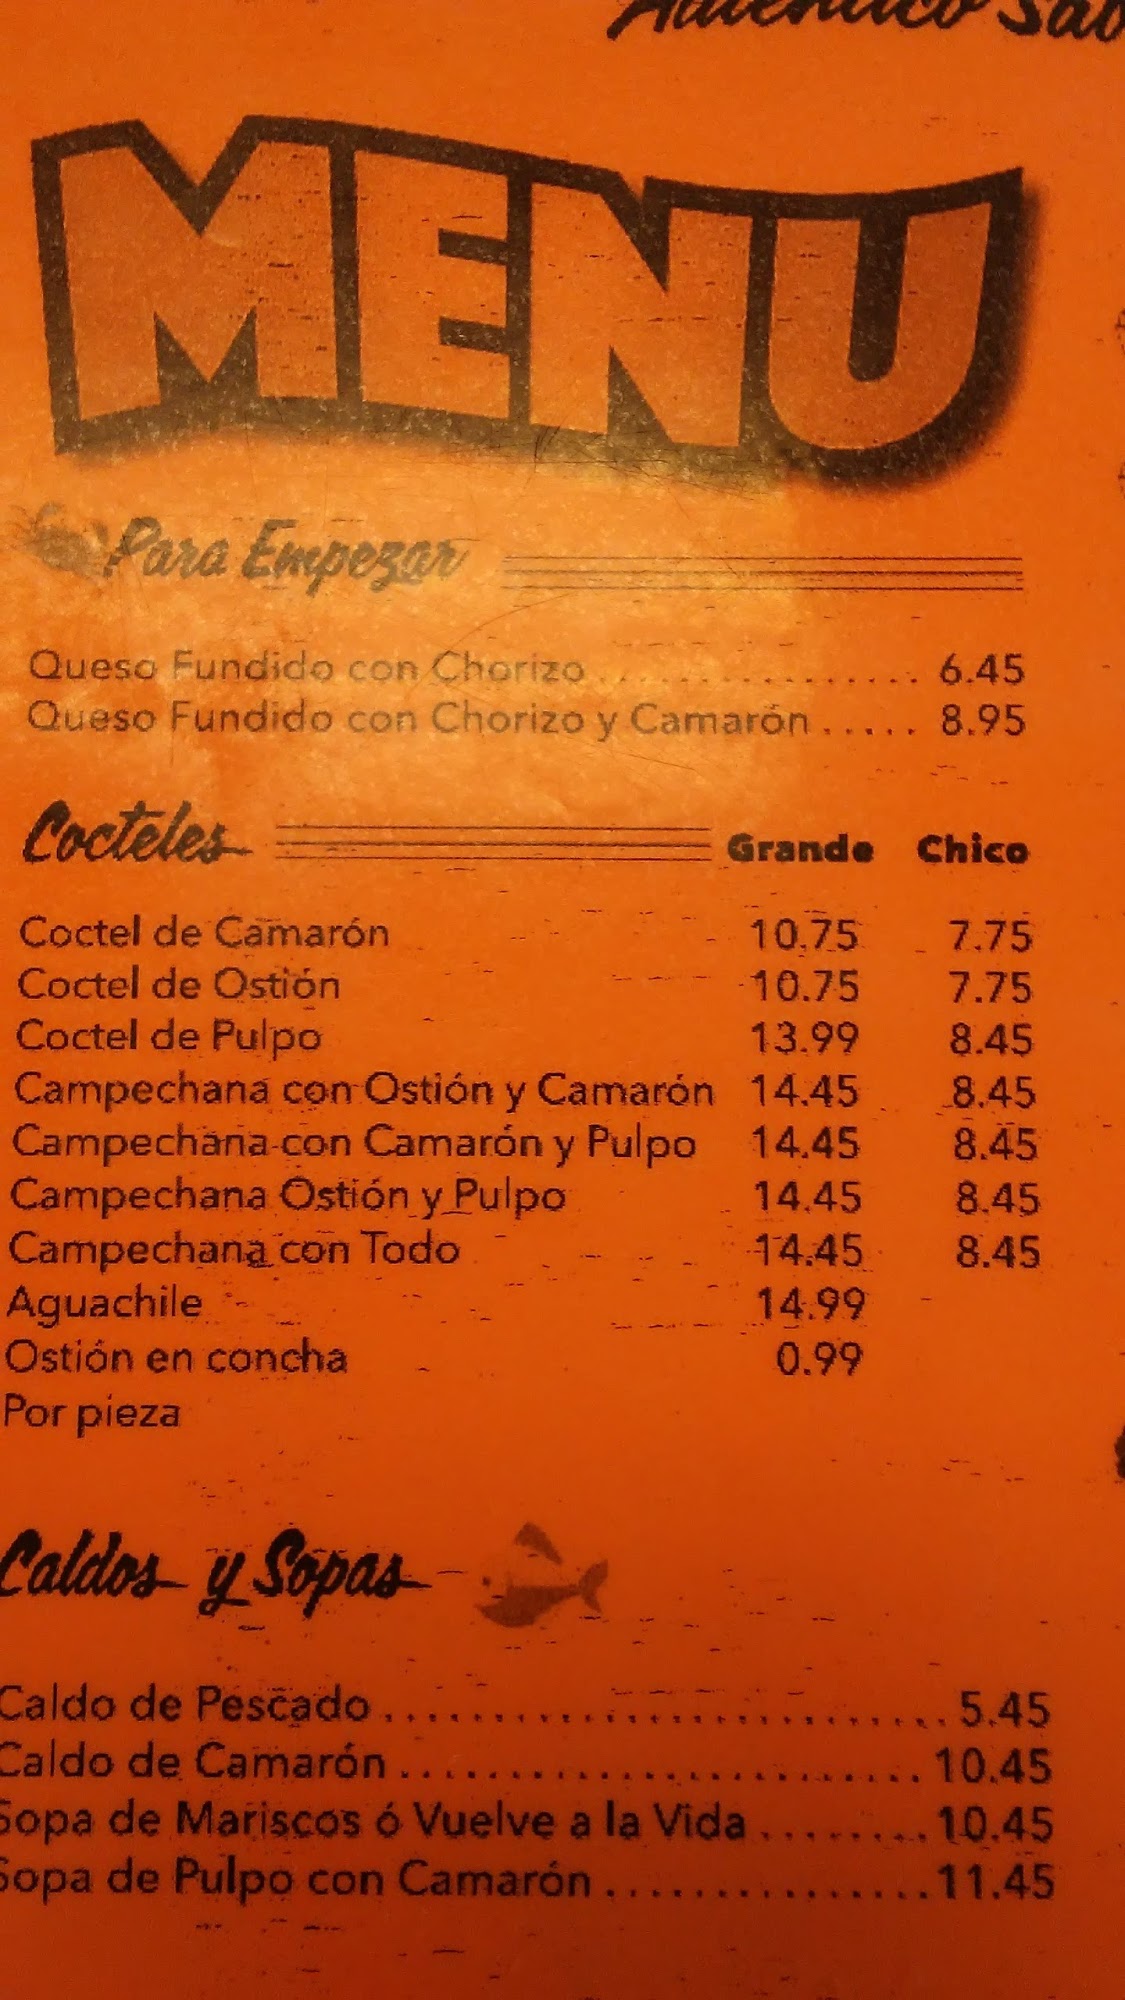 Auténtico Sab
MENU
Para Empezar
Queso Fundido con Chorizo ................ 6.45
Queso Fundido con Chorizo y Camarón ..... 8.95
Cocteles Grande Chico
Coctel de Camarón 10.75 7.75
Coctel de Ostión 10.75 7.75
Coctel de Pulpo 13.99 8.45
Campechana con Ostión y Camarón 14.45 8.45
Campechana con Camarón y Pulpo 14.45 8.45
Campechana Ostión y Pulpo 14.45 8.45
Campechana con Todo 14.45 8.45
Aguachile 14.99
Ostión en concha 0.99
Por pieza
Caldos y Sopas
Caldo de Pescado .................... 5.45
Caldo de Camarón ................... 10.45
Sopa de Mariscos ó Vuelve a la Vida ........ 10.45
Sopa de Pulpo con Camarón ............... 11.45